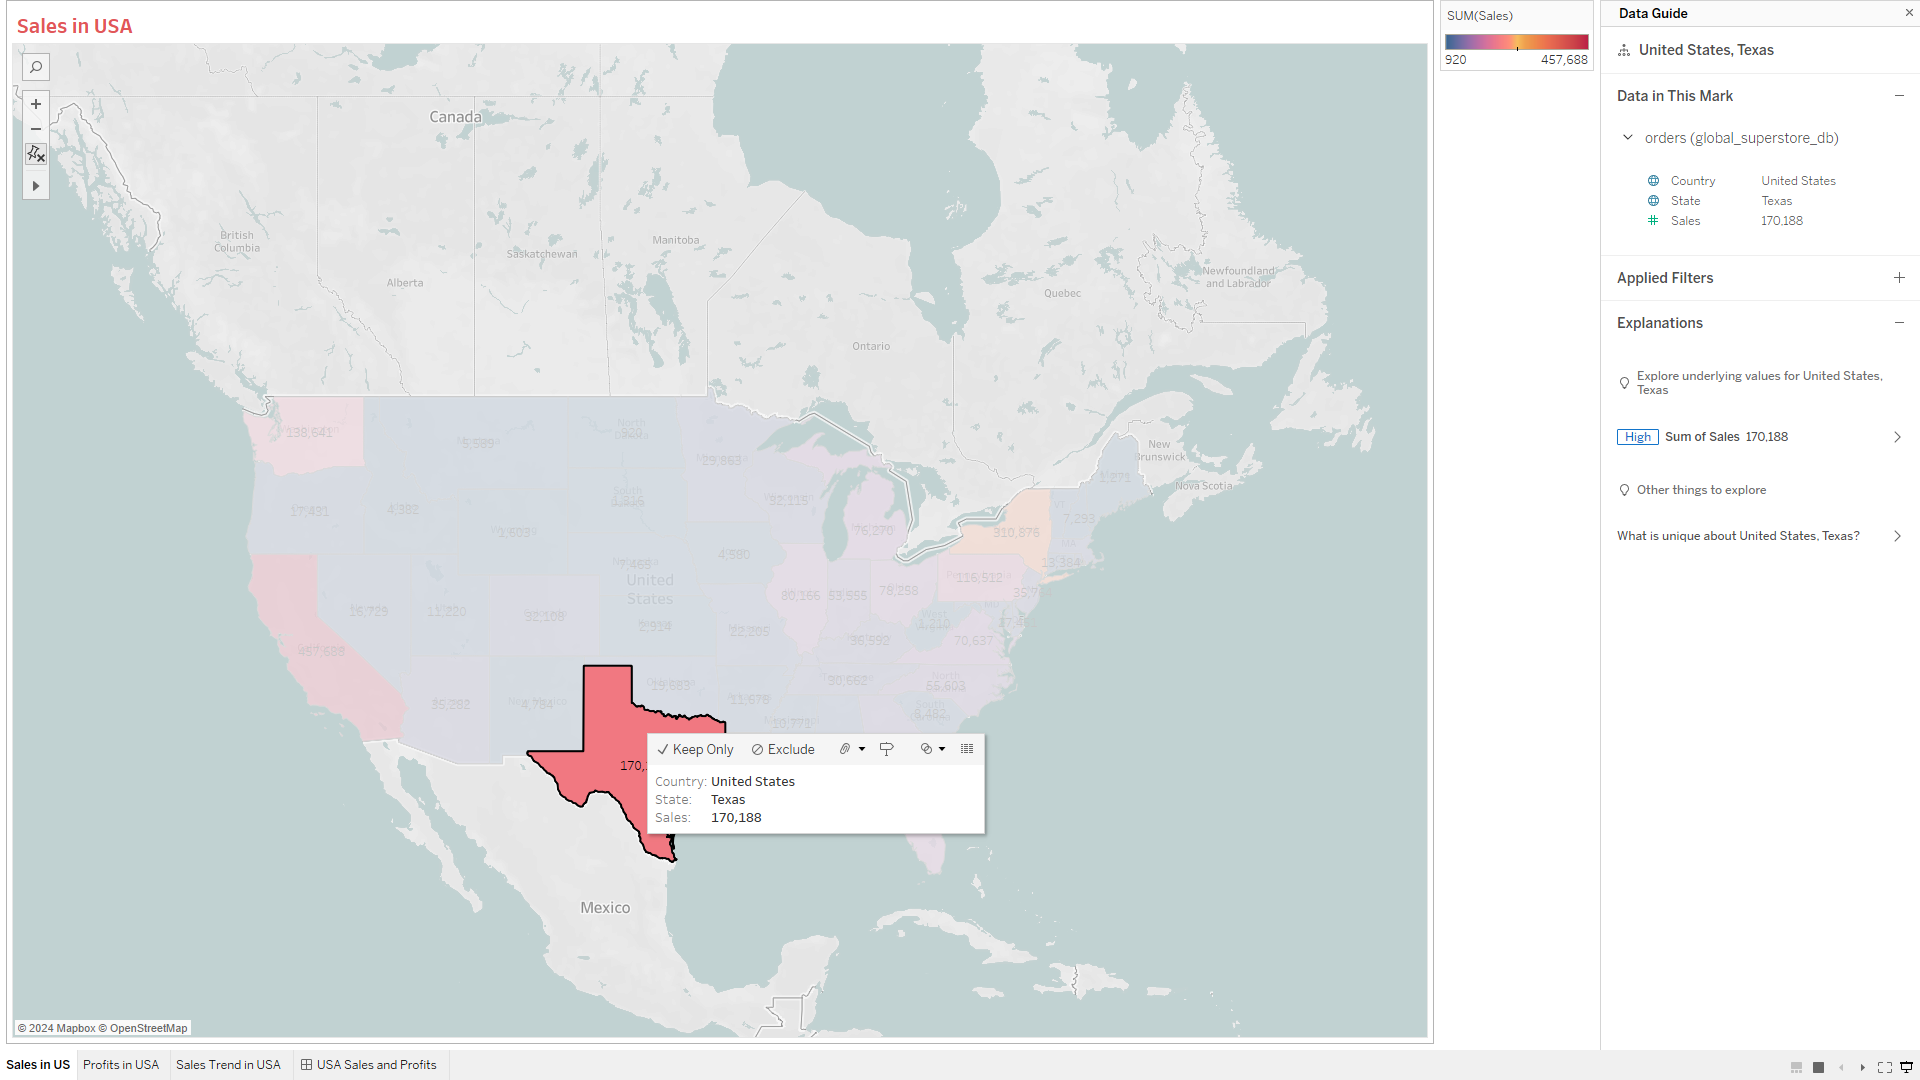 Sales in USA
SUM(Sales)
920
457,688
Data Guide
United States, Texas
Data in This Mark
orders (global_superstore_db)
Country United States
State Texas
Sales 170,188
Applied Filters
Explanations
Explore underlying values for United States,
Texas
High Sum of Sales 170,188
Other things to explore
What is unique about United States, Texas?
Canada
British
Columbia
Alberta
Saskatchewan
Manitoba
Ontario
Quebec
Newfoundland
and Labrador
New
Brunswick
Nova Scotia
138,641
5,589
920
29,863
1,271
17,431
4,382
1,603
1,316
32,115
76,270
310,876
7,293
4,580
7,465
United
States
13,384
16,729
11,220
32,108
2,914
22,205
80,166
53,555
78,258
116,512
457,688
36,592
70,637
35,282
4,784
19,683
11,678
30,662
55,603
10,771
170,
Keep Only
Exclude
Country: United States
State: Texas
Sales: 170,188
Mexico
© 2024 Mapbox © OpenStreetMap
Sales in US
Profits in USA
Sales Trend in USA
USA Sales and Profits